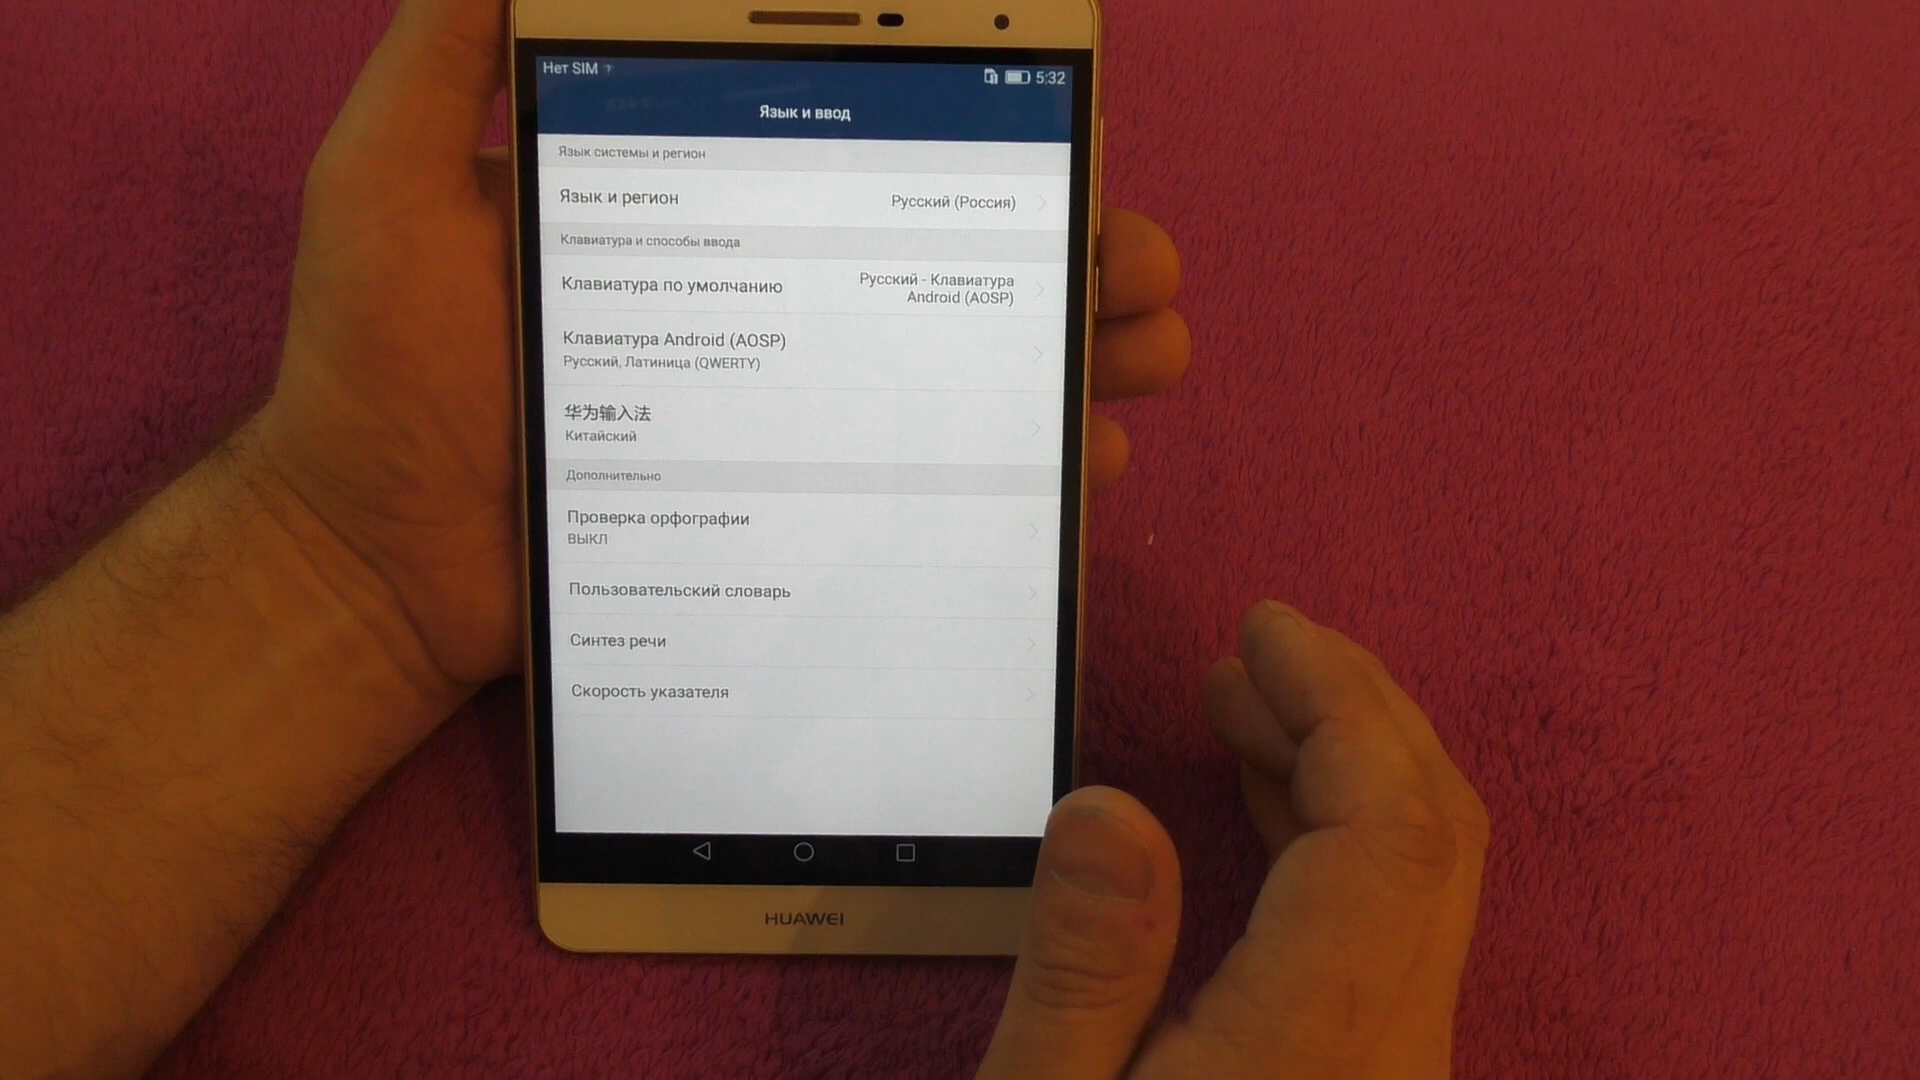 Нет SIM ?
5:32
Язык и ввод
Язык системы и регион
Язык и регион
Русский (Россия)
Клавиатура и способы ввода
Клавиатура по умолчанию
Русский - Клавиатура
Android (AOSP)
Клавиатура Android (AOSP)
Русский, Латиница (QWERTY)
华为输入法
Китайский
Дополнительно
Проверка орфографии
ВЫКЛ
Пользовательский словарь
Синтез речи
Скорость указателя
HUAWEI